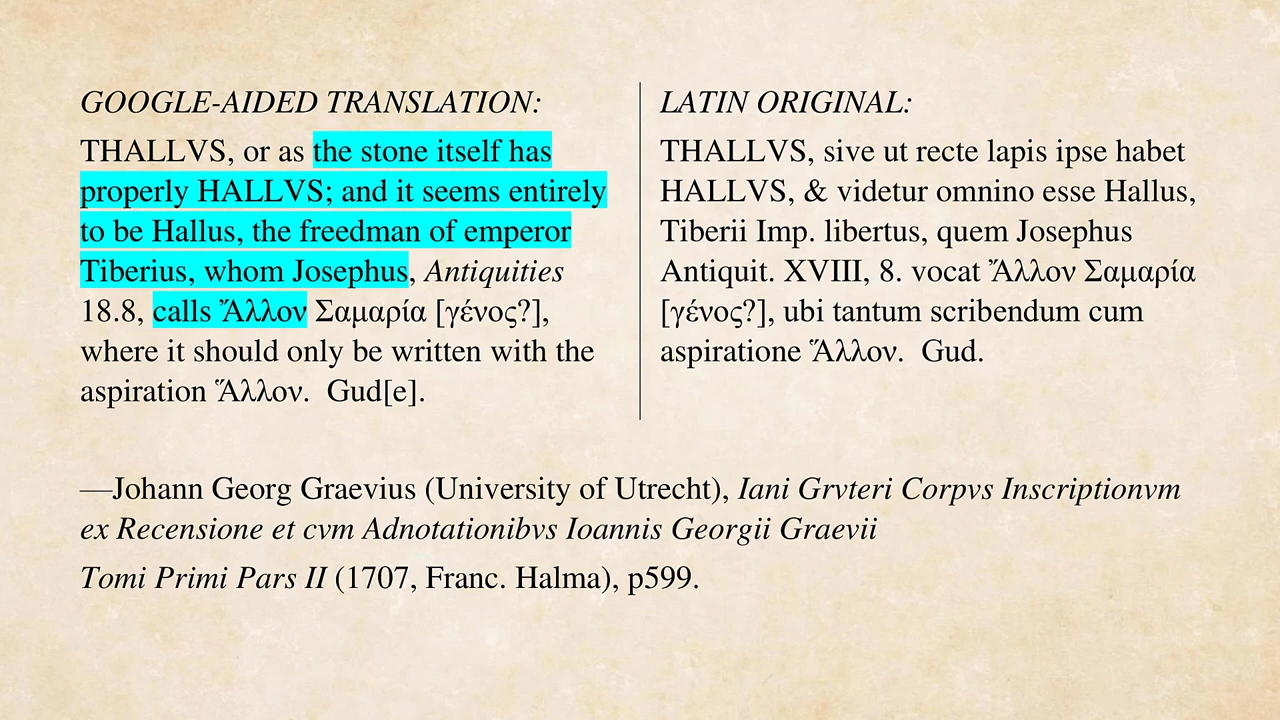 GOOGLE-AIDED TRANSLATION:
THALLVS, or as the stone itself has
properly HALLVS; and it seems entirely
to be Hallus, the freedman of emperor
Tiberius, whom Josephus, Antiquities
18.8, calls Ἄλλον Σαμαρία [γένος?],
where it should only be written with the
aspiration Ἅλλον. Gud[e].
LATIN ORIGINAL:
THALLVS, sive ut recte lapis ipse habet
HALLVS, & videtur omnino esse Hallus,
Tiberii Imp. libertus, quem Josephus
Antiquit. XVIII, 8. vocat Ἄλλον Σαμαρία
[γένος?], ubi tantum scribendum cum
aspiratione Ἅλλον. Gud.
—Johann Georg Graevius (University of Utrecht), Iani Grvteri Corpvs Inscriptionvm
ex Recensione et cvm Adnotationibvs Ioannis Georgii Graevii
Tomi Primi Pars II (1707, Franc. Halma), p599.